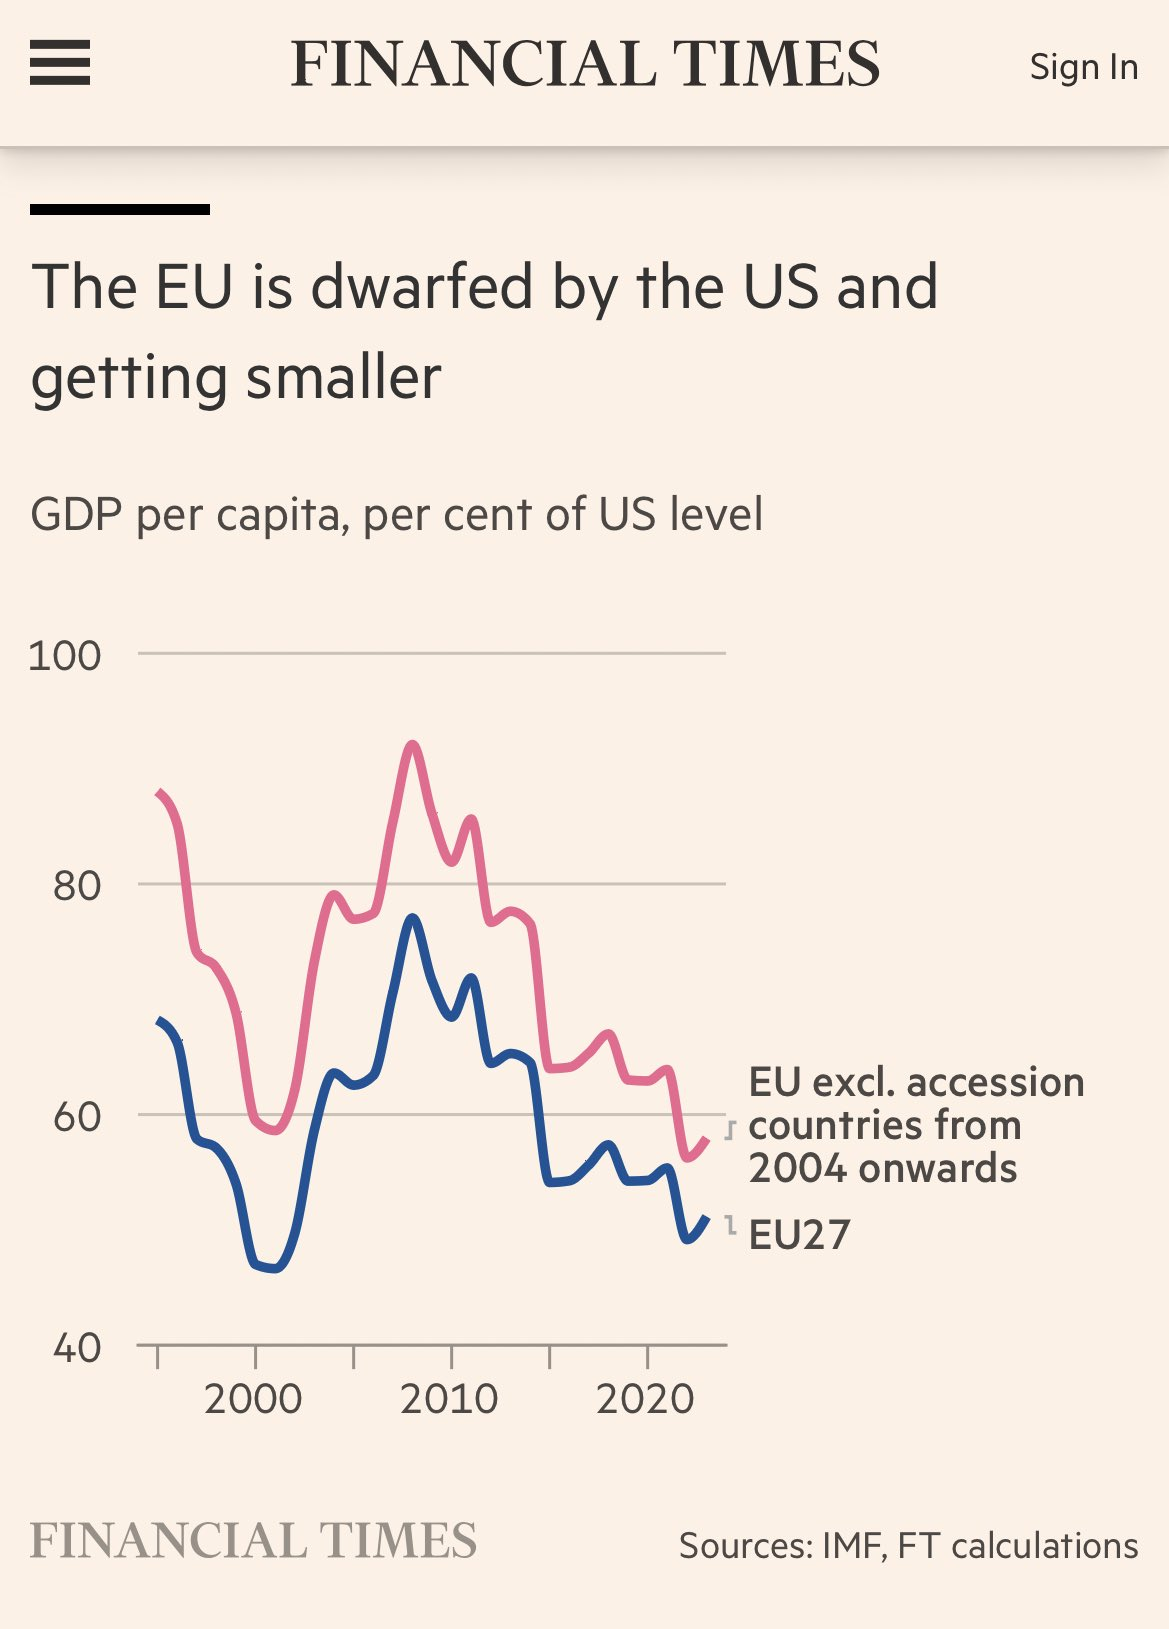 FINANCIAL TIMES
Sign In
The EU is dwarfed by the US and
getting smaller
GDP per capita, per cent of US level
100
80
60
40
2000 2010 2020
EU excl. accession
countries from
2004 onwards
EU27
FINANCIAL TIMES
Sources: IMF, FT calculations